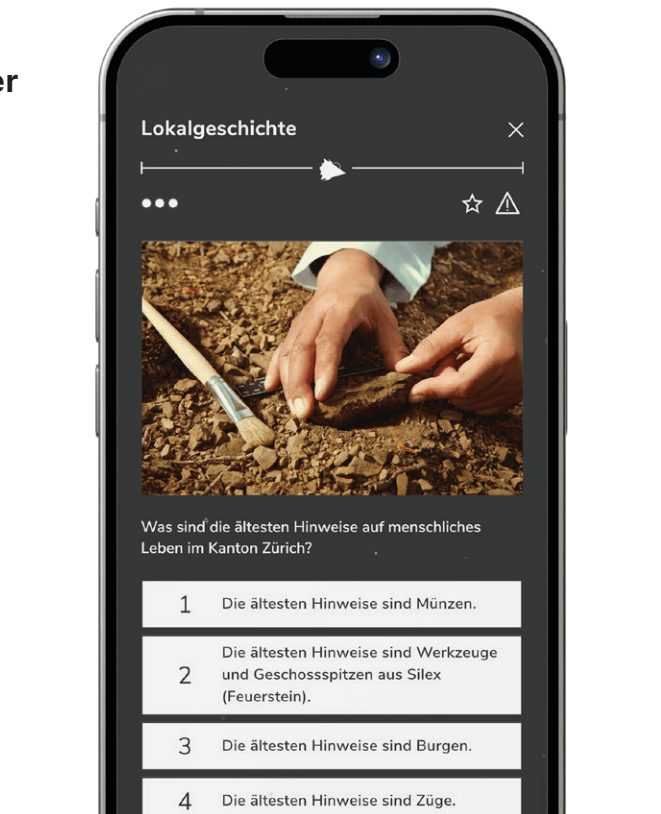 er
Lokalgeschichte
Was sind die ältesten Hinweise auf menschliches
Leben im Kanton Zürich?
1 Die ältesten Hinweise sind Münzen.
2 Die ältesten Hinweise sind Werkzeuge
und Geschossspitzen aus Silex
(Feuerstein).
3 Die ältesten Hinweise sind Burgen.
4 Die ältesten Hinweise sind Züge.